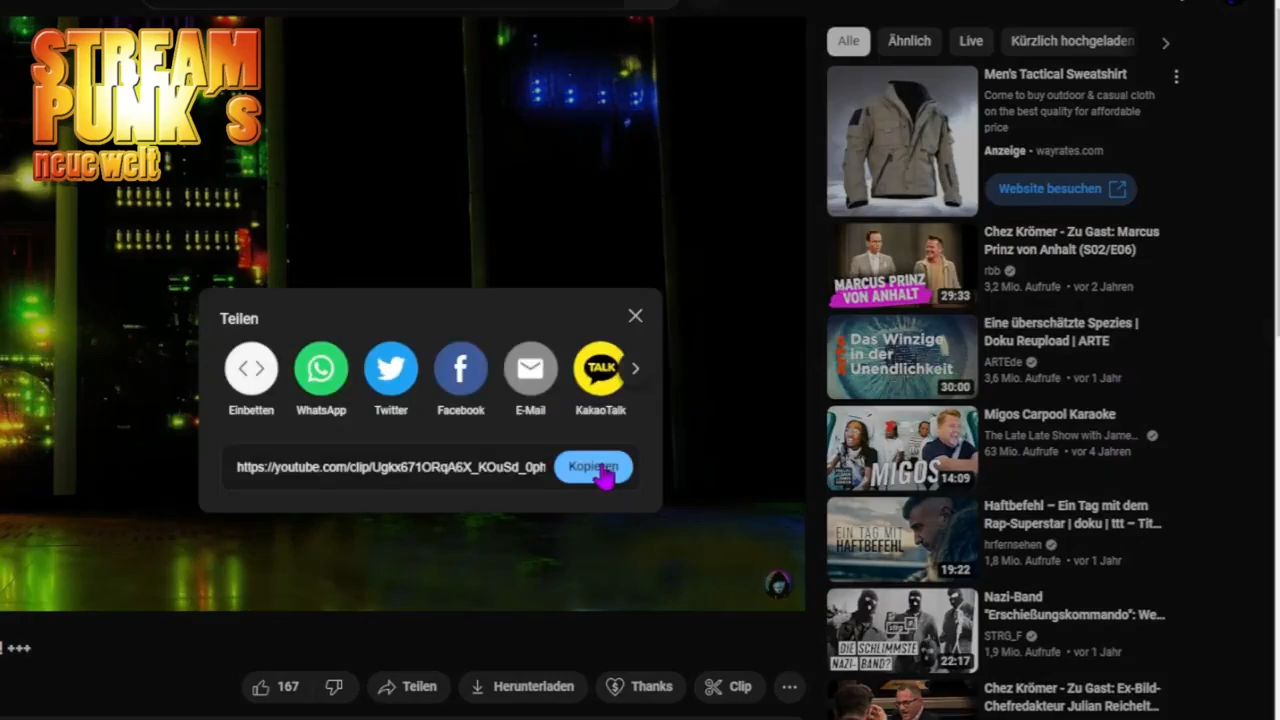 STREAM
PUNK´s
neue welt
Alle
Ähnlich
Live
Kürzlich hochgeladen
Men's Tactical Sweatshirt
Come to buy outdoor & casual cloth
on the best quality for affordable
price
Anzeige • wayrates.com
Website besuchen
Chez Krömer - Zu Gast: Marcus
Prinz von Anhalt (S02/E06)
rbb
3,2 Mio. Aufrufe • vor 2 Jahren
MARCUS PRINZ
VON ANHALT
29:33
Eine überschätzte Spezies |
Doku Reupload | ARTE
ARTEde
3,6 Mio. Aufrufe • vor 1 Jahr
Das Winzige
in der
Unendlichkeit
30:00
Migos Carpool Karaoke
The Late Late Show with Jame...
63 Mio. Aufrufe • vor 4 Jahren
MIGOS
14:09
Haftbefehl – Ein Tag mit dem
Rap-Superstar | doku | ttt – Tit...
hrfernsehen
1,8 Mio. Aufrufe • vor 1 Jahr
EIN TAG MIT
HAFTBEFEHL
19:22
Nazi-Band
"Erschießungskommando": We...
STRG_F
1,9 Mio. Aufrufe • vor 1 Jahr
DIE SCHLIMMSTE
NAZI-BAND?
22:17
Chez Krömer - Zu Gast: Ex-Bild-
Chefredakteur Julian Reichelt...
Teilen
Einbetten
WhatsApp
Twitter
Facebook
E-Mail
TALK
KakaoTalk
https://youtube.com/clip/Ugkx671ORqA6X_KOuSd_0ph
Kopieren
! +++
167
Teilen
Herunterladen
Thanks
Clip